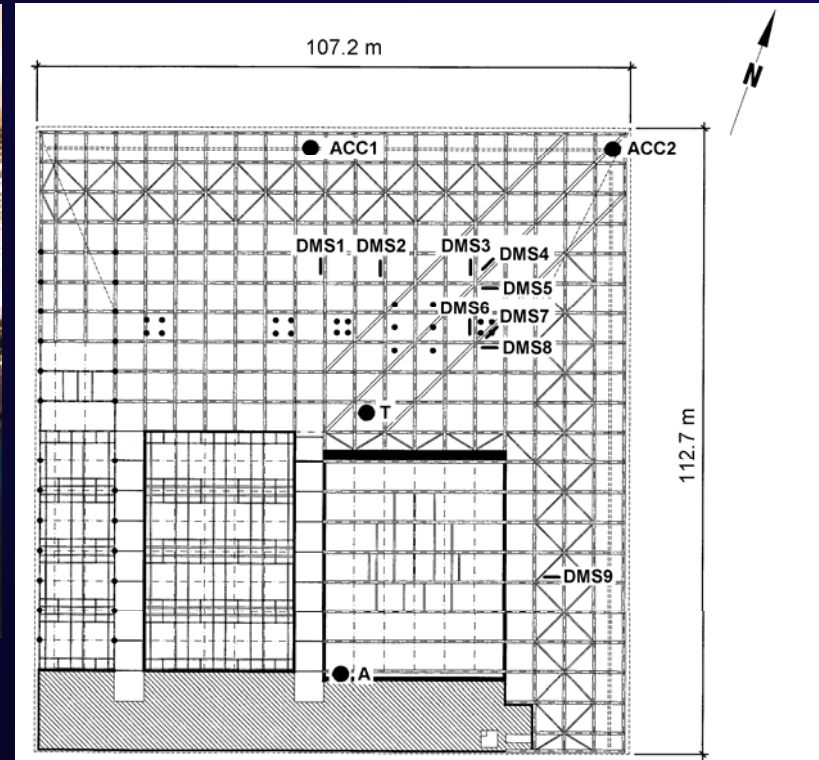 107.2 m
N
ACC1
ACC2
DMS1
DMS2
DMS3
DMS4
DMS5
DMS6
DMS7
DMS8
T
112.7 m
DMS9
A